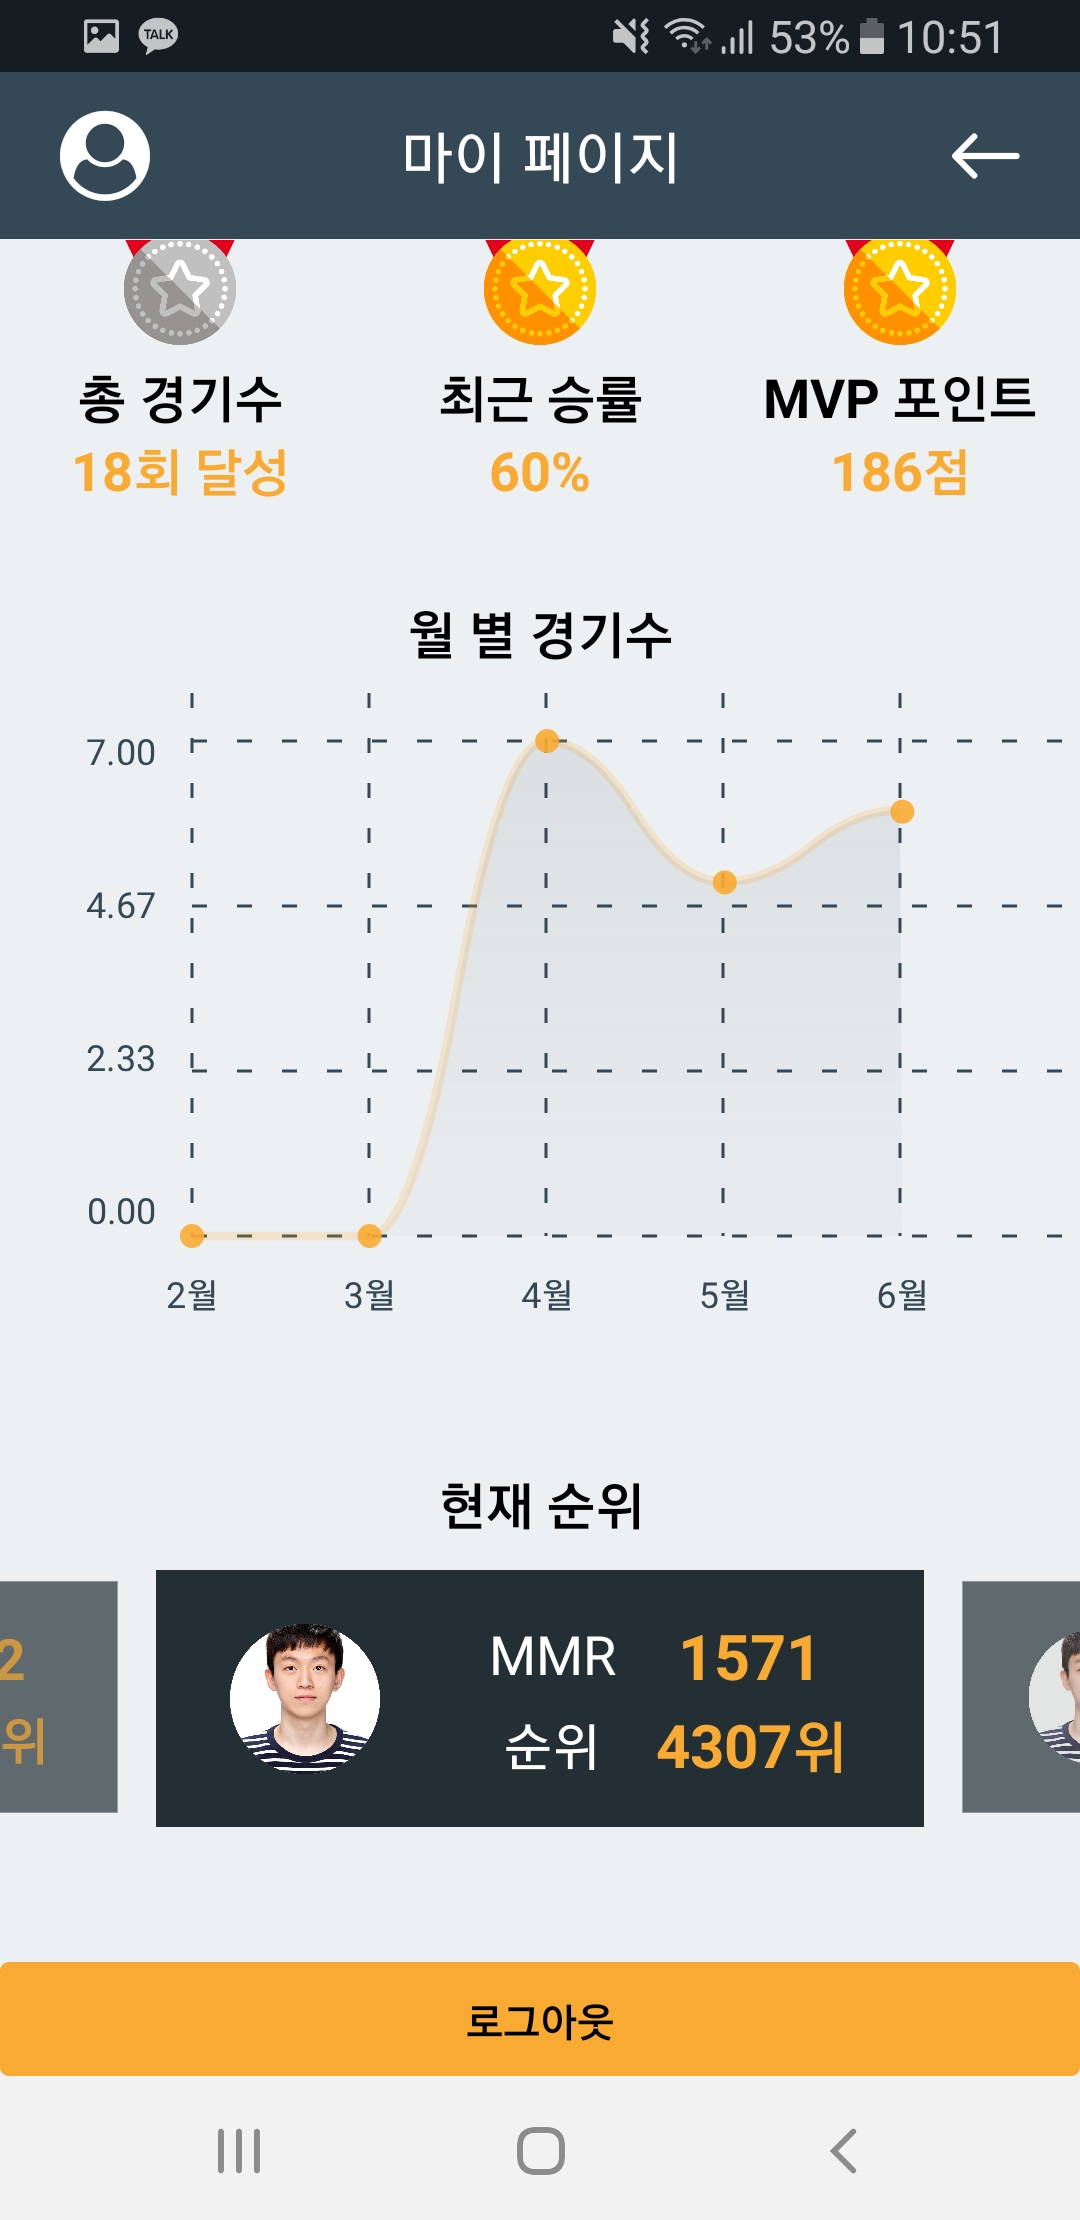 TALK 53% 10:51
마이 페이지
총 경기수 최근 승률 MVP 포인트
18회 달성 60% 186점
월 별 경기수
7.00
4.67
2.33
0.00
2월 3월 4월 5월 6월
현재 순위
2 MMR 1571
위 순위 4307위
로그아웃